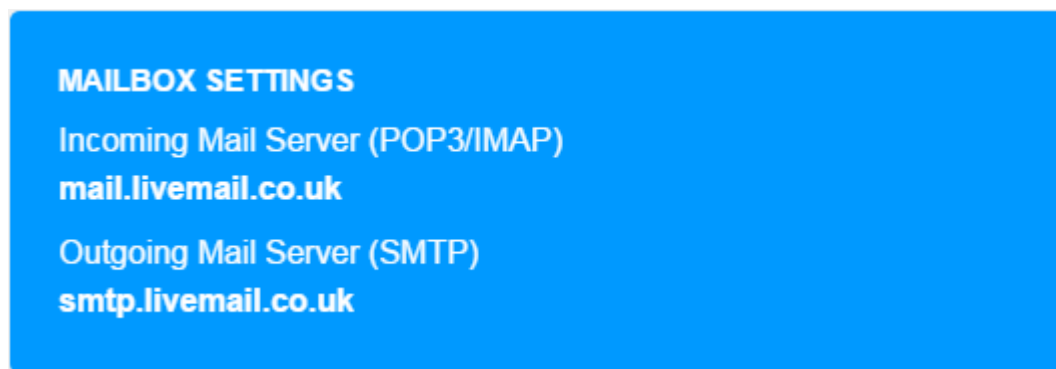 MAILBOX SETTINGS
Incoming Mail Server (POP3/IMAP)
mail.livemail.co.uk
Outgoing Mail Server (SMTP)
smtp.livemail.co.uk